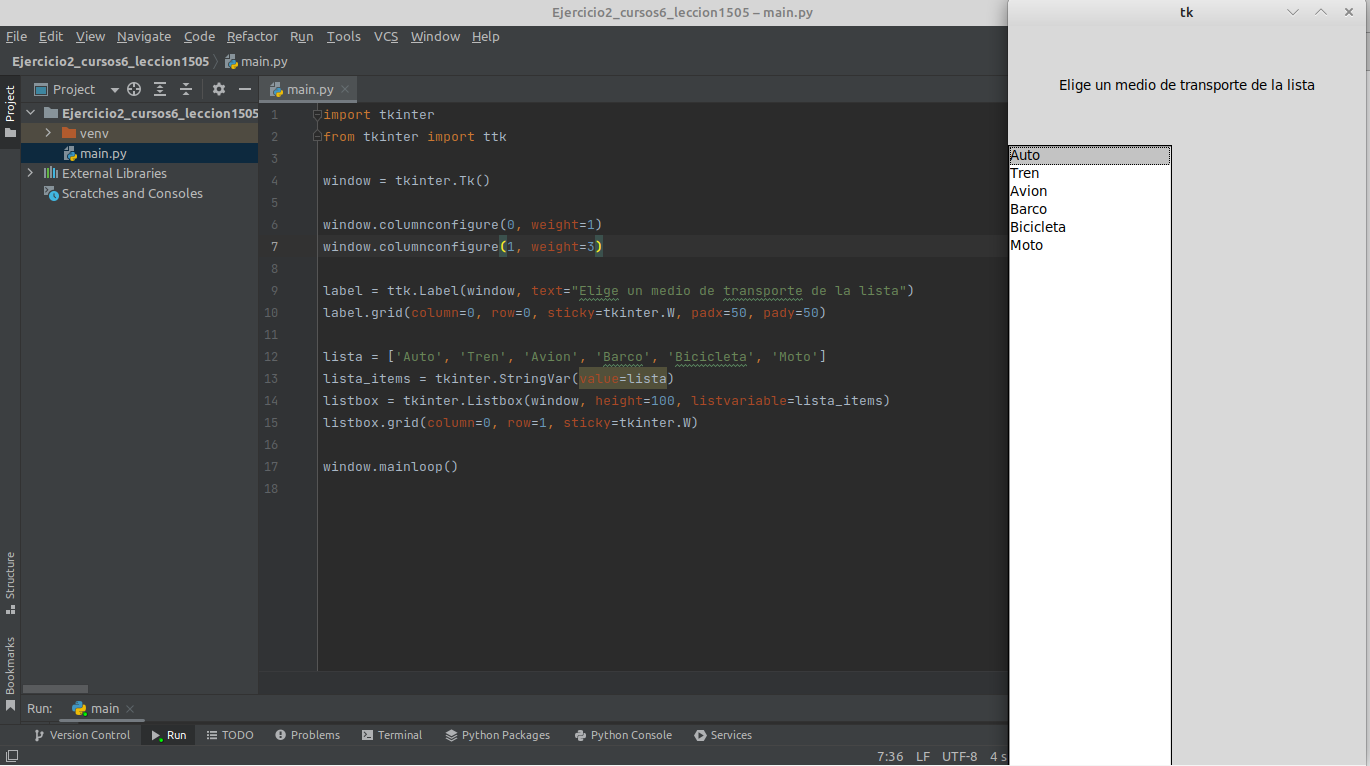 Ejercicio2_cursos6_leccion1505 – main.py
File Edit View Navigate Code Refactor Run Tools VCS Window Help
Ejercicio2_cursos6_leccion1505 main.py
Project
Project
Ejercicio2_cursos6_leccion1505
venv
main.py
External Libraries
Scratches and Consoles
Structure
Bookmarks
main.py
1 import tkinter
2 from tkinter import ttk
3
4 window = tkinter.Tk()
5
6 window.columnconfigure(0, weight=1)
7 window.columnconfigure(1, weight=3)
8
9 label = ttk.Label(window, text="Elige un medio de transporte de la lista")
10 label.grid(column=0, row=0, sticky=tkinter.W, padx=50, pady=50)
11
12 lista = ['Auto', 'Tren', 'Avion', 'Barco', 'Bicicleta', 'Moto']
13 lista_items = tkinter.StringVar(value=lista)
14 listbox = tkinter.Listbox(window, height=100, listvariable=lista_items)
15 listbox.grid(column=0, row=1, sticky=tkinter.W)
16
17 window.mainloop()
18
Run: main
Version Control Run TODO Problems Terminal Python Packages Python Console Services
7:36 LF UTF-8 4 s
tk
Elige un medio de transporte de la lista
Auto
Tren
Avion
Barco
Bicicleta
Moto